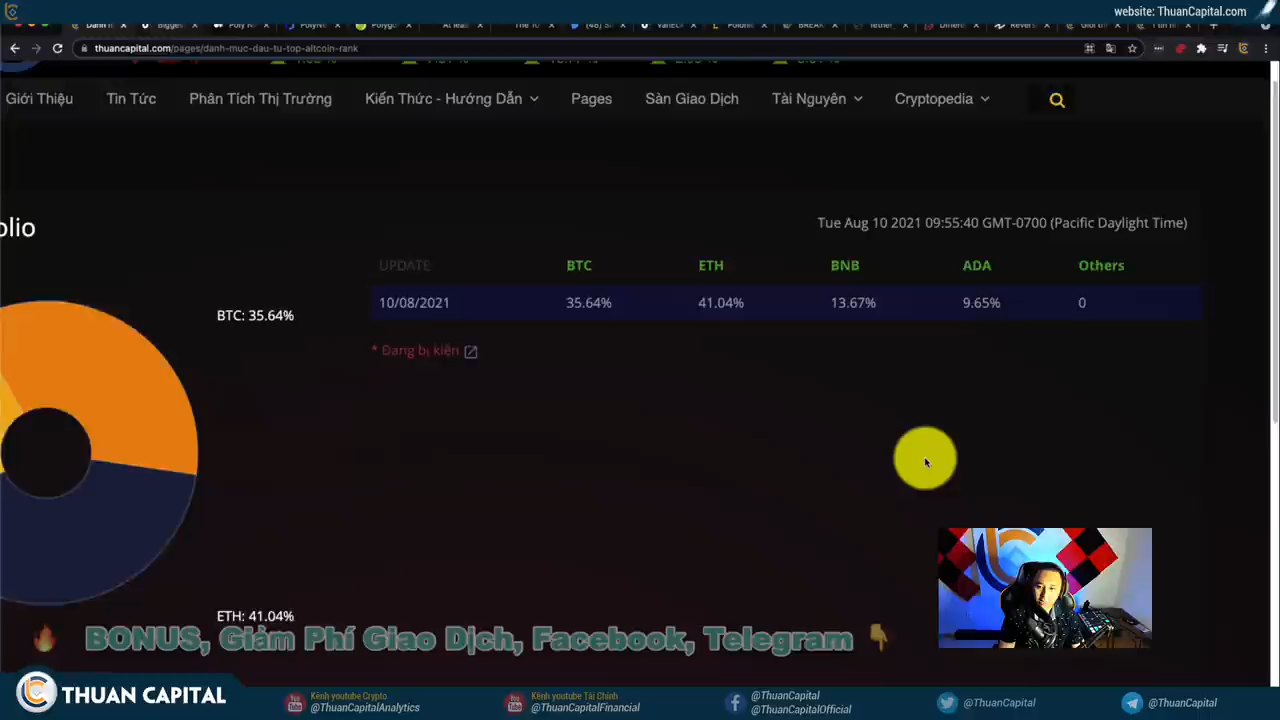 website: ThuanCapital.com
thuancapital.com/pages/danh-muc-dau-tu-top-altcoin-rank
Giới Thiệu Tin Tức Phân Tích Thị Trường Kiến Thức - Hướng Dẫn Pages Sàn Giao Dịch Tài Nguyên Cryptopedia
olio
Tue Aug 10 2021 09:55:40 GMT-0700 (Pacific Daylight Time)
UPDATE BTC ETH BNB ADA Others
10/08/2021 35.64% 41.04% 13.67% 9.65% 0
BTC: 35.64%
* Đang bị kiện
ETH: 41.04%
BONUS, Giảm Phí Giao Dịch, Facebook, Telegram
THUAN CAPITAL
Kênh youtube Crypto
@ThuanCapitalAnalytics
Kênh youtube Tài Chính
@ThuanCapitalFinancial
@ThuanCapital
@ThuanCapitalOfficial
@ThuanCapital
@ThuanCapital